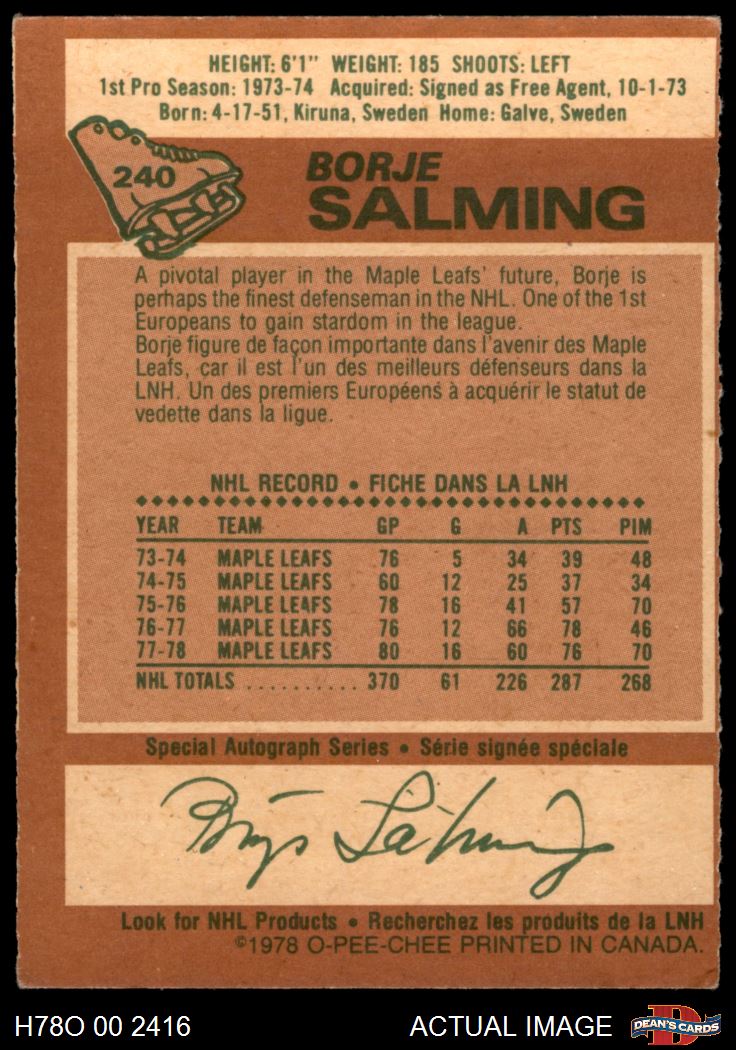 HEIGHT: 6'1" WEIGHT: 185 SHOOTS: LEFT
1st Pro Season: 1973-74 Acquired: Signed as Free Agent, 10-1-73
Born: 4-17-51, Kiruna, Sweden Home: Galve, Sweden
240
BORJE
SALMING
A pivotal player in the Maple Leafs' future, Borje is
perhaps the finest defenseman in the NHL. One of the 1st
Europeans to gain stardom in the league.
Borje figure de façon importante dans l'avenir des Maple
Leafs, car il est l'un des meilleurs défenseurs dans la
LNH. Un des premiers Européens à acquérir le statut de
vedette dans la ligue.
NHL RECORD • FICHE DANS LA LNH
YEAR TEAM GP G A PTS PIM
73-74 MAPLE LEAFS 76 5 34 39 48
74-75 MAPLE LEAFS 60 12 25 37 34
75-76 MAPLE LEAFS 78 16 41 57 70
76-77 MAPLE LEAFS 76 12 66 78 46
77-78 MAPLE LEAFS 80 16 60 76 70
NHL TOTALS .......... 370 61 226 287 268
Special Autograph Series • Série signée spéciale
Börje Salming
Look for NHL Products • Recherchez les produits de la LNH
©1978 O-PEE-CHEE PRINTED IN CANADA.
H78O 00 2416 ACTUAL IMAGE D DEAN'S CARDS